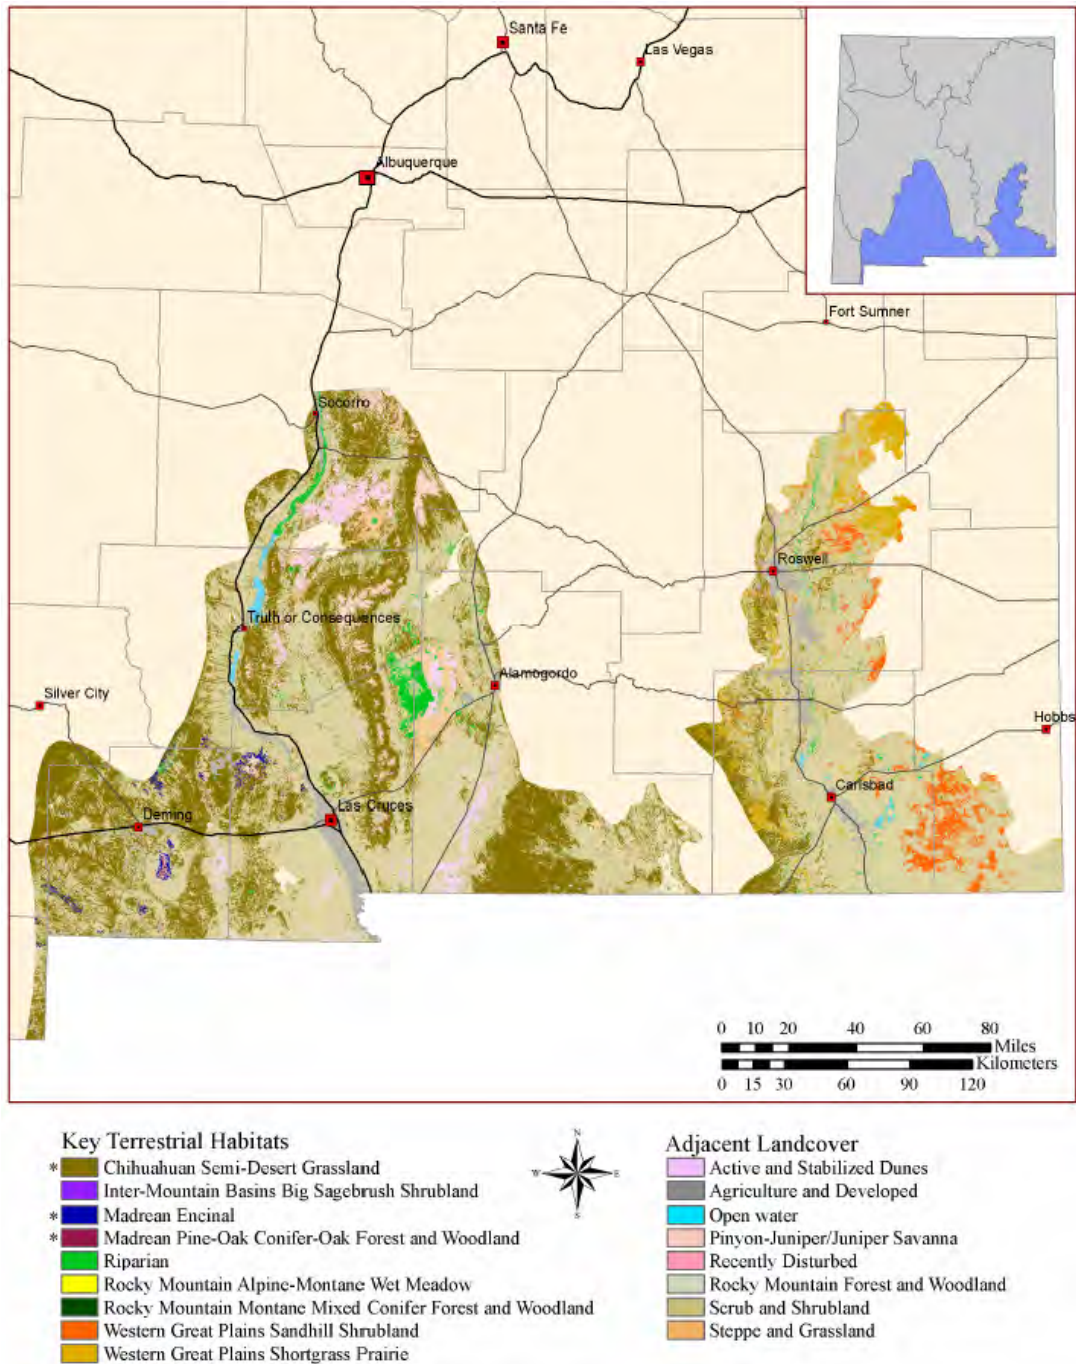 Santa Fe
Las Vegas
Albuquerque
Fort Sumner
Socorro
Roswell
Truth or Consequences
Alamogordo
Silver City
Hobbs
Carlsbad
Las Cruces
Deming
0 10 20 40 60 80
Miles
Kilometers
0 15 30 60 90 120
Key Terrestrial Habitats
* Chihuahuan Semi-Desert Grassland
Inter-Mountain Basins Big Sagebrush Shrubland
* Madrean Encinal
* Madrean Pine-Oak Conifer-Oak Forest and Woodland
Riparian
Rocky Mountain Alpine-Montane Wet Meadow
Rocky Mountain Montane Mixed Conifer Forest and Woodland
Western Great Plains Sandhill Shrubland
Western Great Plains Shortgrass Prairie
N
W E
S
Adjacent Landcover
Active and Stabilized Dunes
Agriculture and Developed
Open water
Pinyon-Juniper/Juniper Savanna
Recently Disturbed
Rocky Mountain Forest and Woodland
Scrub and Shrubland
Steppe and Grassland